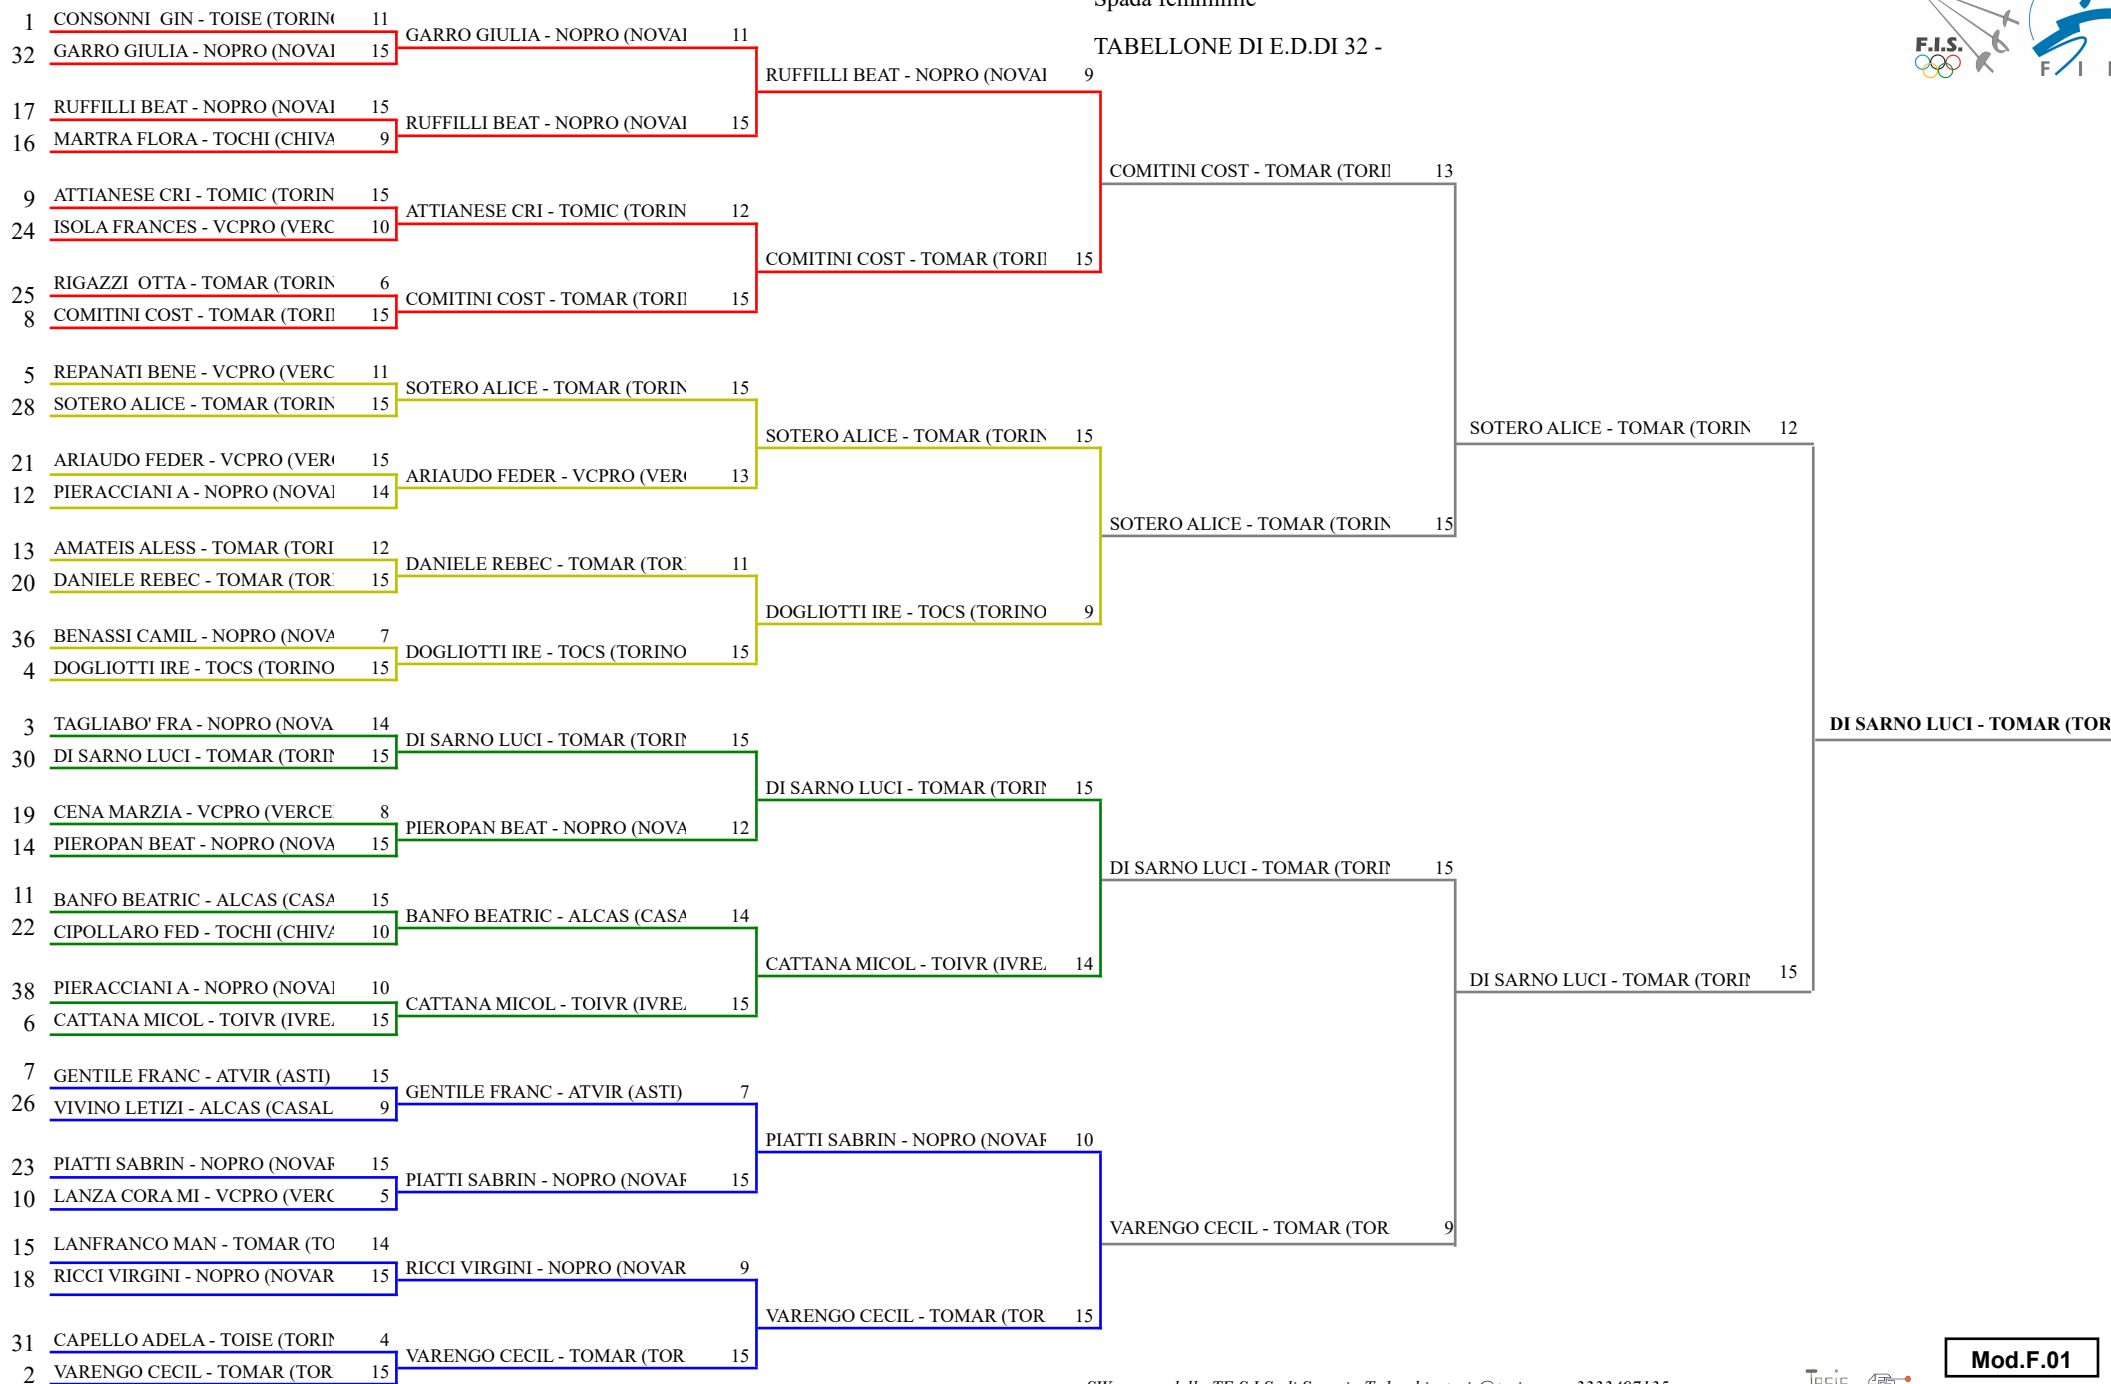 Spada femminile
TABELLONE DI E.D.DI 32 -
F.I.S.
F I
1 CONSONNI GIN - TOISE (TORINO 11
32 GARRO GIULIA - NOPRO (NOVAI 15
17 RUFFILLI BEAT - NOPRO (NOVAI 15
16 MARTRA FLORA - TOCHI (CHIVA 9
9 ATTIANESE CRI - TOMIC (TORIN 15
24 ISOLA FRANCES - VCPRO (VERC 10
25 RIGAZZI OTTA - TOMAR (TORIN 6
8 COMITINI COST - TOMAR (TORII 15
5 REPANATI BENE - VCPRO (VERC 11
28 SOTERO ALICE - TOMAR (TORIN 15
21 ARIAUDO FEDER - VCPRO (VER( 15
12 PIERACCIANI A - NOPRO (NOVAI 14
13 AMATEIS ALESS - TOMAR (TORI 12
20 DANIELE REBEC - TOMAR (TOR 15
36 BENASSI CAMIL - NOPRO (NOVA 7
4 DOGLIOTTI IRE - TOCS (TORINO 15
3 TAGLIABO' FRA - NOPRO (NOVA 14
30 DI SARNO LUCI - TOMAR (TORIN 15
19 CENA MARZIA - VCPRO (VERCE 8
14 PIEROPAN BEAT - NOPRO (NOVA 15
11 BANFO BEATRIC - ALCAS (CASA 15
22 CIPOLLARO FED - TOCHI (CHIVA 10
38 PIERACCIANI A - NOPRO (NOVAI 10
6 CATTANA MICOL - TOIVR (IVRE 15
7 GENTILE FRANC - ATVIR (ASTI) 15
26 VIVINO LETIZI - ALCAS (CASAL 9
23 PIATTI SABRIN - NOPRO (NOVAR 15
10 LANZA CORA MI - VCPRO (VERC 5
15 LANFRANCO MAN - TOMAR (TO 14
18 RICCI VIRGINI - NOPRO (NOVAR 15
31 CAPELLO ADELA - TOISE (TORIN 4
2 VARENGO CECIL - TOMAR (TOR 15
GARRO GIULIA - NOPRO (NOVAI 11
RUFFILLI BEAT - NOPRO (NOVAI 15
ATTIANESE CRI - TOMIC (TORIN 12
COMITINI COST - TOMAR (TORII 15
SOTERO ALICE - TOMAR (TORIN 15
ARIAUDO FEDER - VCPRO (VER( 13
DANIELE REBEC - TOMAR (TOR 11
DOGLIOTTI IRE - TOCS (TORINO 15
DI SARNO LUCI - TOMAR (TORIN 15
PIEROPAN BEAT - NOPRO (NOVA 12
BANFO BEATRIC - ALCAS (CASA 14
CATTANA MICOL - TOIVR (IVRE 15
GENTILE FRANC - ATVIR (ASTI) 7
PIATTI SABRIN - NOPRO (NOVAR 15
RICCI VIRGINI - NOPRO (NOVAR 9
VARENGO CECIL - TOMAR (TOR 15
RUFFILLI BEAT - NOPRO (NOVAI 9
COMITINI COST - TOMAR (TORII 15
SOTERO ALICE - TOMAR (TORIN 15
DOGLIOTTI IRE - TOCS (TORINO 9
DI SARNO LUCI - TOMAR (TORIN 15
CATTANA MICOL - TOIVR (IVRE 14
PIATTI SABRIN - NOPRO (NOVAR 10
VARENGO CECIL - TOMAR (TOR 15
COMITINI COST - TOMAR (TORII 13
SOTERO ALICE - TOMAR (TORIN 15
DI SARNO LUCI - TOMAR (TORIN 15
VARENGO CECIL - TOMAR (TOR 9
SOTERO ALICE - TOMAR (TORIN 12
DI SARNO LUCI - TOMAR (TORIN 15
DI SARNO LUCI - TOMAR (TOR
Mod.F.01